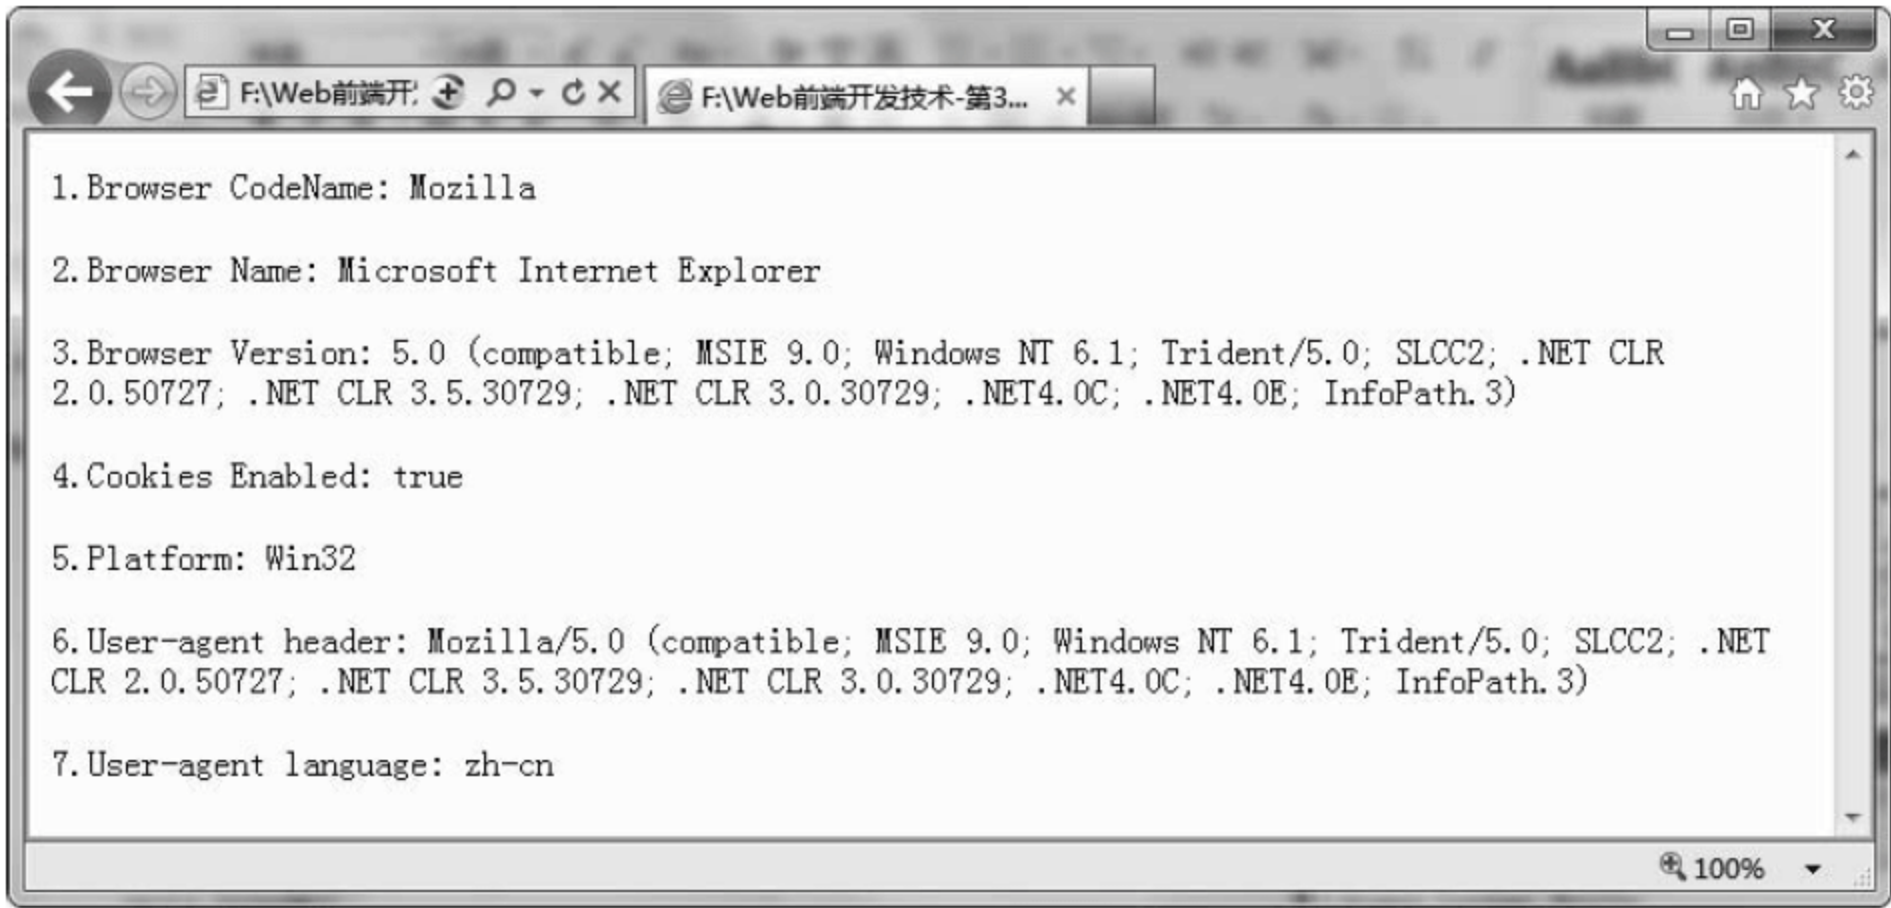 F:\Web前端开
F:\Web前端开发技术-第3...
1.Browser CodeName: Mozilla
2.Browser Name: Microsoft Internet Explorer
3.Browser Version: 5.0 (compatible; MSIE 9.0; Windows NT 6.1; Trident/5.0; SLCC2; .NET CLR
2.0.50727; .NET CLR 3.5.30729; .NET CLR 3.0.30729; .NET4.0C; .NET4.0E; InfoPath.3)
4.Cookies Enabled: true
5.Platform: Win32
6.User-agent header: Mozilla/5.0 (compatible; MSIE 9.0; Windows NT 6.1; Trident/5.0; SLCC2; .NET
CLR 2.0.50727; .NET CLR 3.5.30729; .NET CLR 3.0.30729; .NET4.0C; .NET4.0E; InfoPath.3)
7.User-agent language: zh-cn
100%